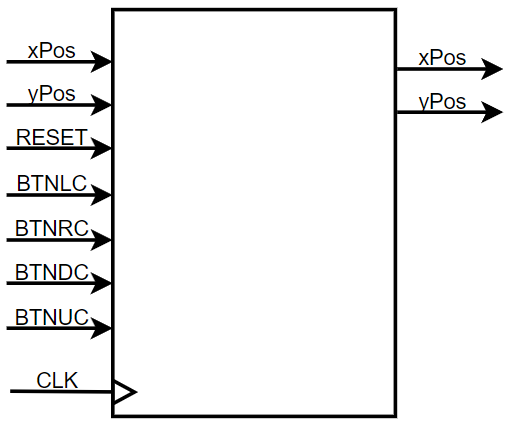 xPos
yPos
RESET
BTNLC
BTNRC
BTNDC
BTNUC
CLK
xPos
yPos